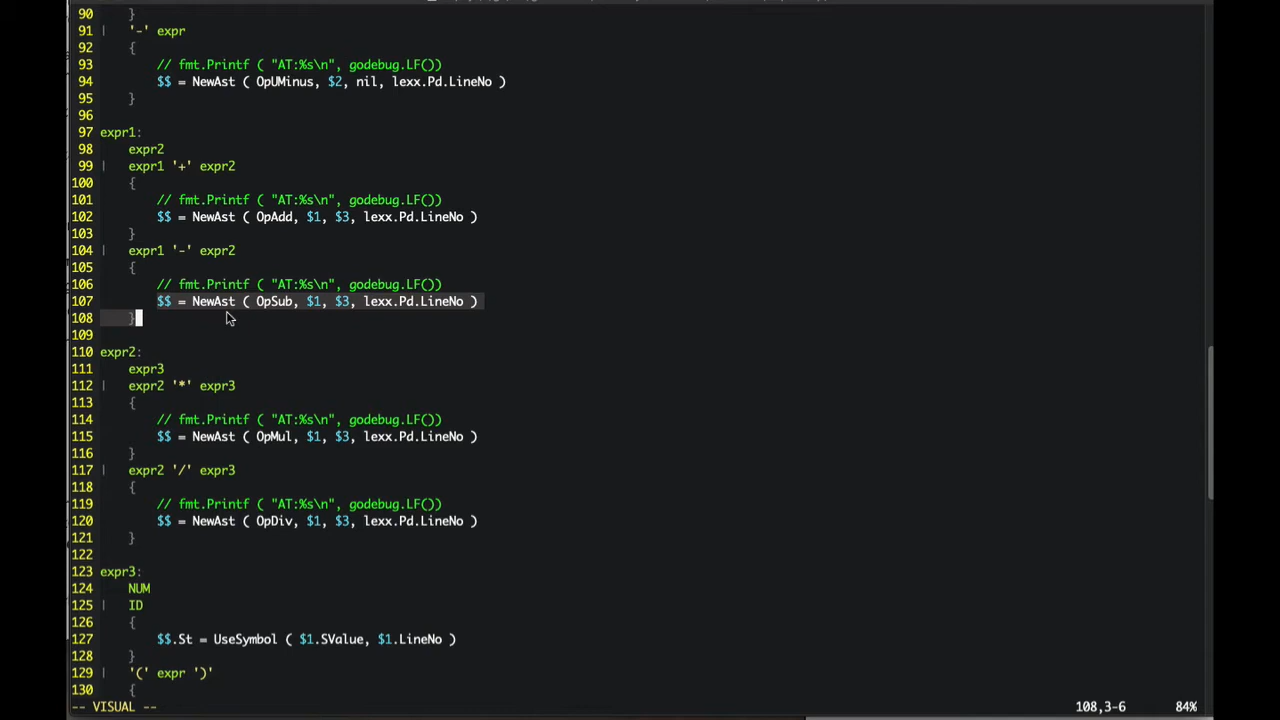 90 }
91 | '-' expr
92 {
93 // fmt.Printf ( "AT:%s\n", godebug.LF())
94 $$ = NewAst ( OpUMinus, $2, nil, lexx.Pd.LineNo )
95 }
96
97 expr1:
98 expr2
99 | expr1 '+' expr2
100 {
101 // fmt.Printf ( "AT:%s\n", godebug.LF())
102 $$ = NewAst ( OpAdd, $1, $3, lexx.Pd.LineNo )
103 }
104 | expr1 '-' expr2
105 {
106 // fmt.Printf ( "AT:%s\n", godebug.LF())
107 $$ = NewAst ( OpSub, $1, $3, lexx.Pd.LineNo )
108 }
109
110 expr2:
111 expr3
112 | expr2 '*' expr3
113 {
114 // fmt.Printf ( "AT:%s\n", godebug.LF())
115 $$ = NewAst ( OpMul, $1, $3, lexx.Pd.LineNo )
116 }
117 | expr2 '/' expr3
118 {
119 // fmt.Printf ( "AT:%s\n", godebug.LF())
120 $$ = NewAst ( OpDiv, $1, $3, lexx.Pd.LineNo )
121 }
122
123 expr3:
124 NUM
125 | ID
126 {
127 $$.St = UseSymbol ( $1.SValue, $1.LineNo )
128 }
129 | '(' expr ')'
130 {
-- VISUAL -- 108,3-6 84%